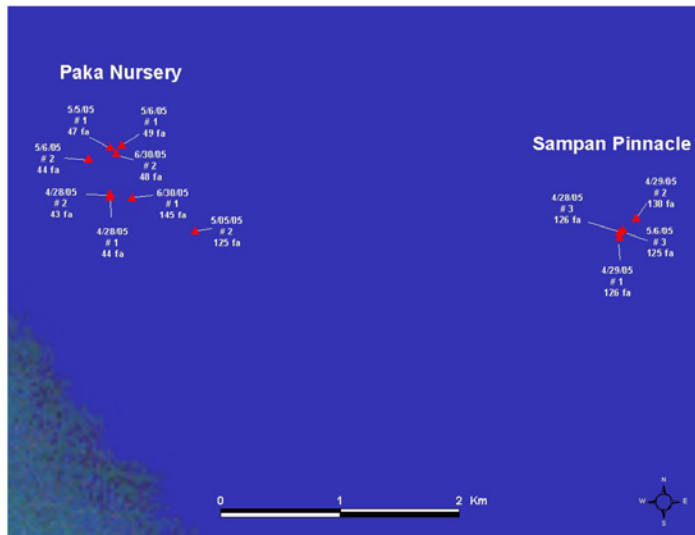 Paka Nursery
5/5/05
# 1
47 fa
5/6/05
# 1
49 fa
5/6/05
# 2
44 fa
6/30/05
# 2
48 fa
4/28/05
# 2
43 fa
6/30/05
# 1
145 fa
4/28/05
# 1
44 fa
5/05/05
# 2
125 fa
Sampan Pinnacle
4/29/05
# 2
130 fa
4/28/05
# 3
126 fa
5/6/05
# 3
125 fa
4/29/05
# 1
126 fa
0 1 2 Km
N
W E
S